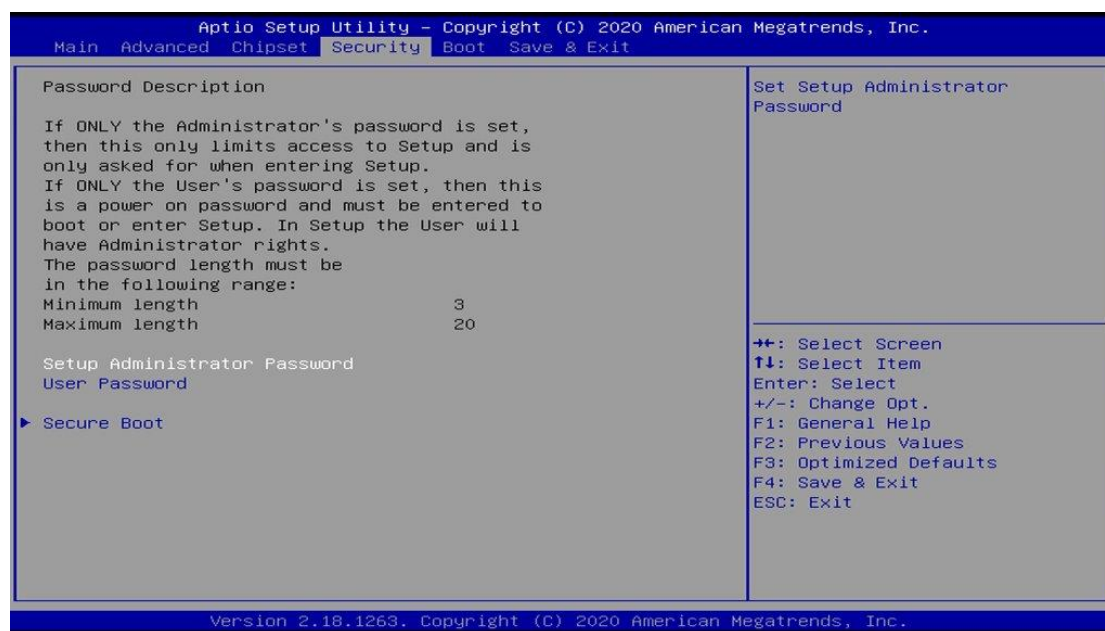 Aptio Setup Utility – Copyright (C) 2020 American Megatrends, Inc.
Main Advanced Chipset Security Boot Save & Exit
Password Description
If ONLY the Administrator's password is set,
then this only limits access to Setup and is
only asked for when entering Setup.
If ONLY the User's password is set, then this
is a power on password and must be entered to
boot or enter Setup. In Setup the User will
have Administrator rights.
The password length must be
in the following range:
Minimum length 3
Maximum length 20
Setup Administrator Password
User Password
► Secure Boot
Set Setup Administrator
Password
→←: Select Screen
↑↓: Select Item
Enter: Select
+/-: Change Opt.
F1: General Help
F2: Previous Values
F3: Optimized Defaults
F4: Save & Exit
ESC: Exit
Version 2.18.1263. Copyright (C) 2020 American Megatrends, Inc.